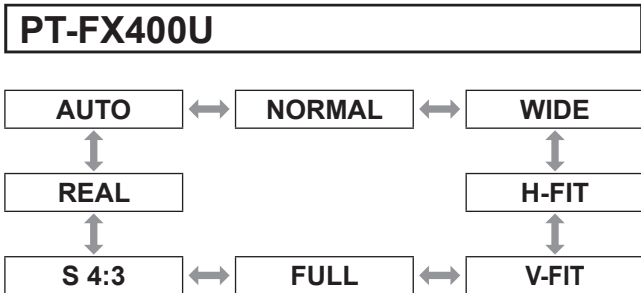 PT-FX400U
AUTO NORMAL WIDE
REAL H-FIT
S 4:3 FULL V-FIT